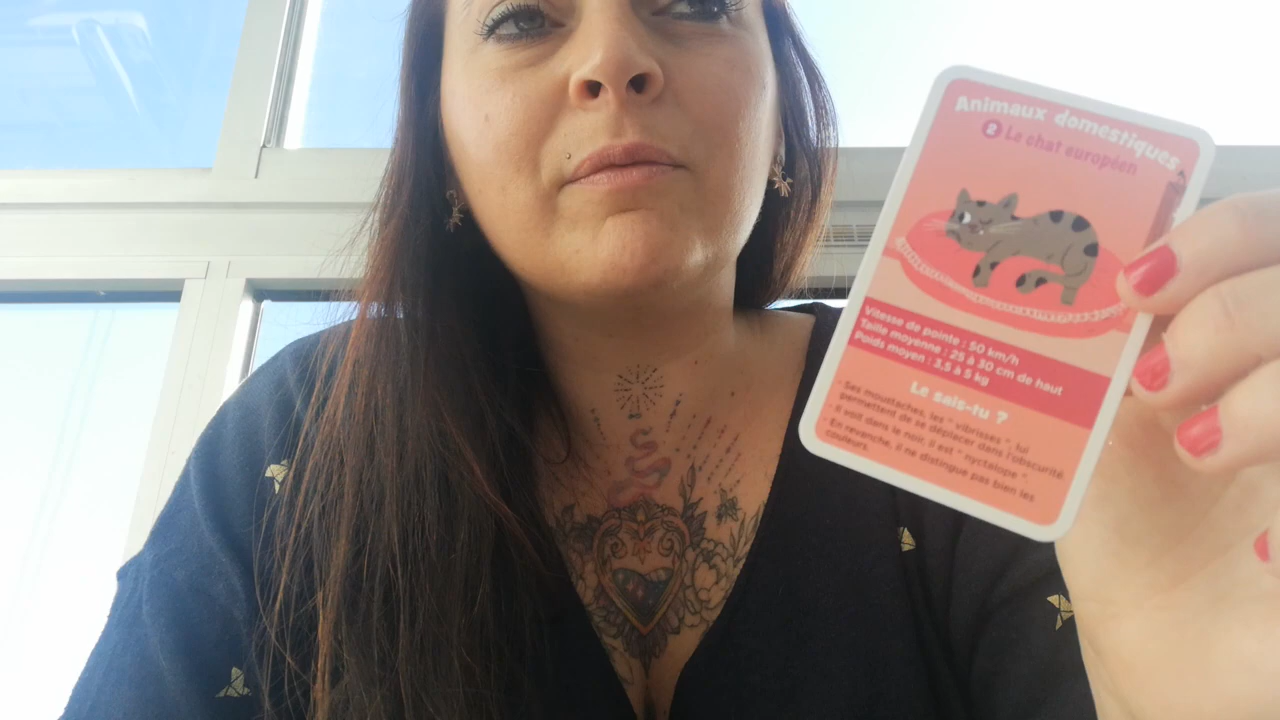 Animaux domestiques
2 Le chat européen
Vitesse de pointe : 50 km/h
Taille moyenne : 25 à 30 cm de haut
Poids moyen : 3,5 à 5 kg
Le sais-tu ?
- Ses moustaches, les " vibrisses ", lui
permettent de se déplacer dans l'obscurité.
- Il voit dans le noir, il est " nyctalope ".
- En revanche, il ne distingue pas bien les
couleurs.